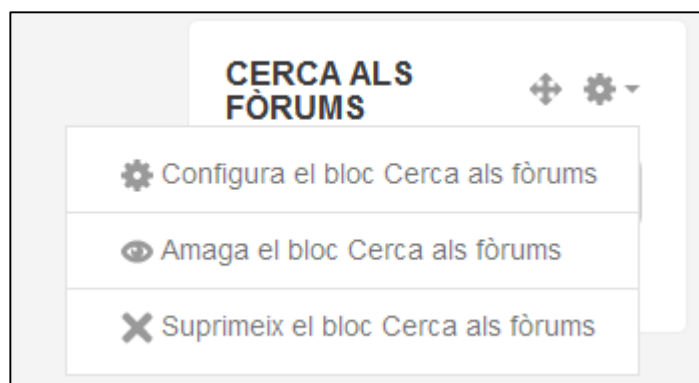 CERCA ALS
FÒRUMS
Configura el bloc Cerca als fòrums
Amaga el bloc Cerca als fòrums
Suprimeix el bloc Cerca als fòrums